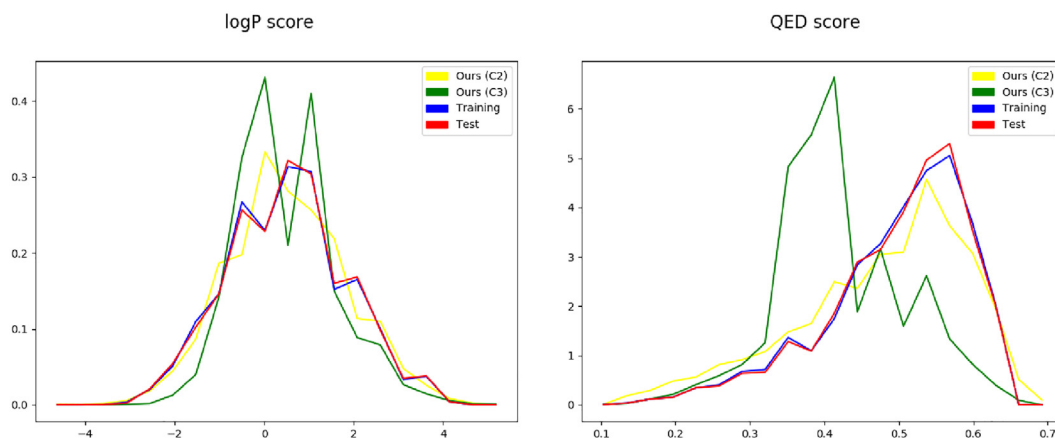 logP score
Ours (C2)
Ours (C3)
Training
Test
0.4
0.3
0.2
0.1
0.0
−4
−2
0
2
4
QED score
Ours (C2)
Ours (C3)
Training
Test
6
5
4
3
2
1
0
0.1
0.2
0.3
0.4
0.5
0.6
0.7